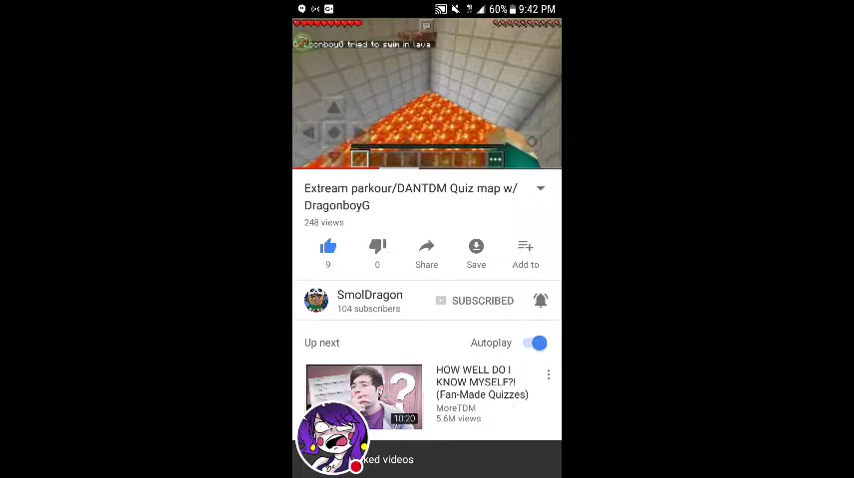 60% 9:42 PM
tried to swim in lava
Extream parkour/DANTDM Quiz map w/
DragonboyG
248 views
9
0
Share
Save
Add to
SmolDragon
104 subscribers
SUBSCRIBED
Up next
Autoplay
HOW WELL DO I
KNOW MYSELF?!
(Fan-Made Quizzes)
MoreTDM
5.6M views
?
10:20
videos